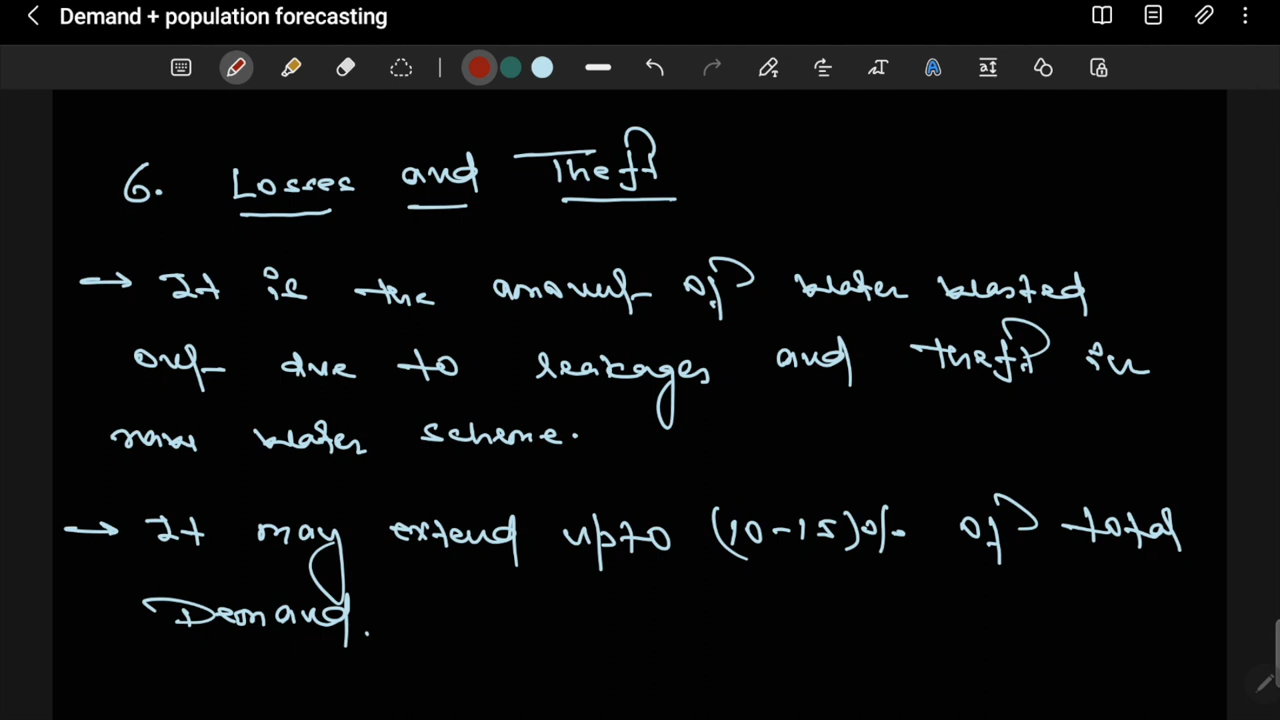 Demand + population forecasting
6. Losses and Theft
→ It is the amount of water wasted
out due to leakages and theft in
raw water scheme.
→ It may extend upto (10-15)% of total
Demand.